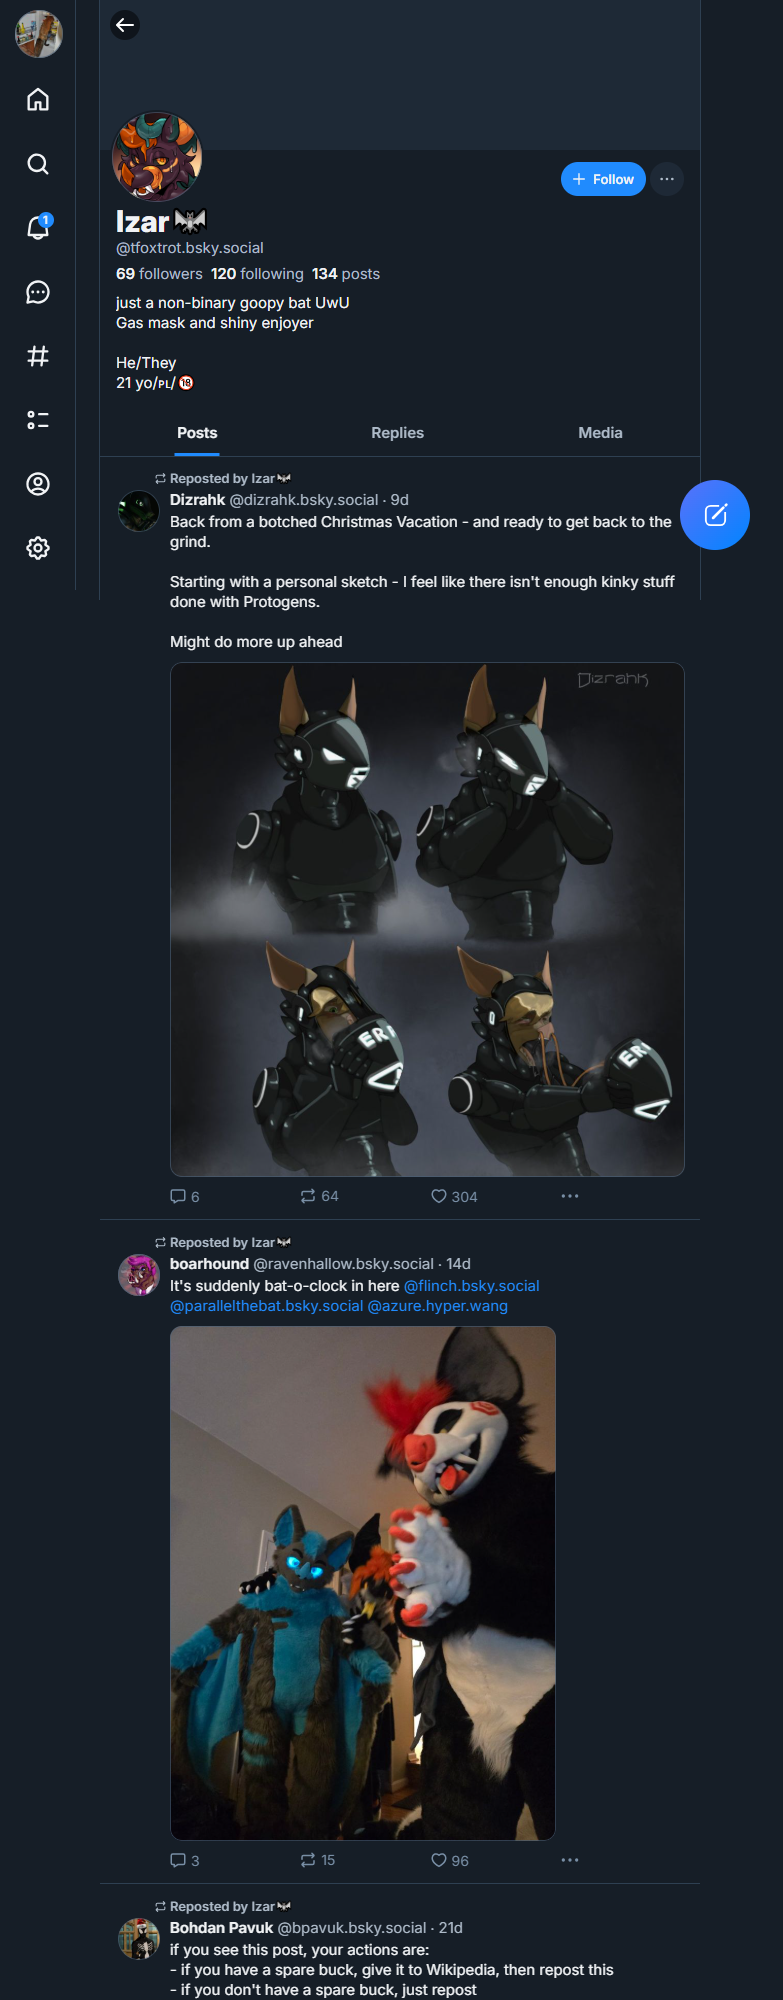 1
+ Follow
Izar
@tfoxtrot.bsky.social
69 followers 120 following 134 posts
just a non-binary goopy bat UwU
Gas mask and shiny enjoyer
He/They
21 yo/ᴘʟ/🔞
Posts Replies Media
Reposted by Izar🦇
Dizrahk @dizrahk.bsky.social · 9d
Back from a botched Christmas Vacation - and ready to get back to the
grind.
Starting with a personal sketch - I feel like there isn't enough kinky stuff
done with Protogens.
Might do more up ahead
Dizrahk
ERR
ERR
6 64 304
Reposted by Izar🦇
boarhound @ravenhallow.bsky.social · 14d
It's suddenly bat-o-clock in here @flinch.bsky.social
@parallelthebat.bsky.social @azure.hyper.wang
3 15 96
Reposted by Izar🦇
Bohdan Pavuk @bpavuk.bsky.social · 21d
if you see this post, your actions are:
- if you have a spare buck, give it to Wikipedia, then repost this
- if you don't have a spare buck, just repost